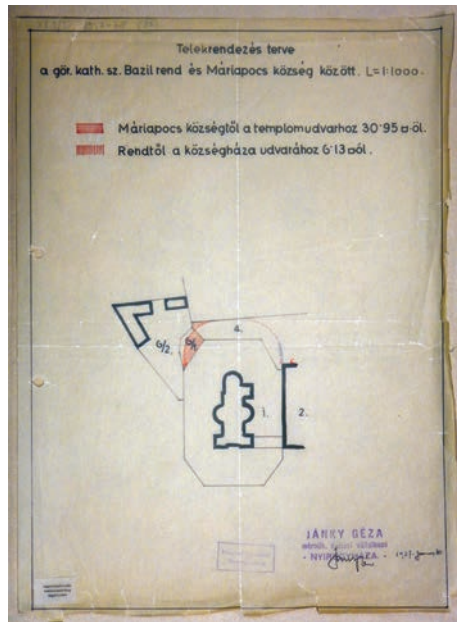 Telekrendezés terve
a gör. kath. sz. Bazil rend és Máriapocs község között. L=1:1000.
Máriapocs községtől a templomudvarhoz 30·95 □-öl.
Rendtől a községháza udvarához 6·13 □öl.
4.
6/2.
6/1
1.
2.
JÁNKY GÉZA
NYIREGYHÁZA